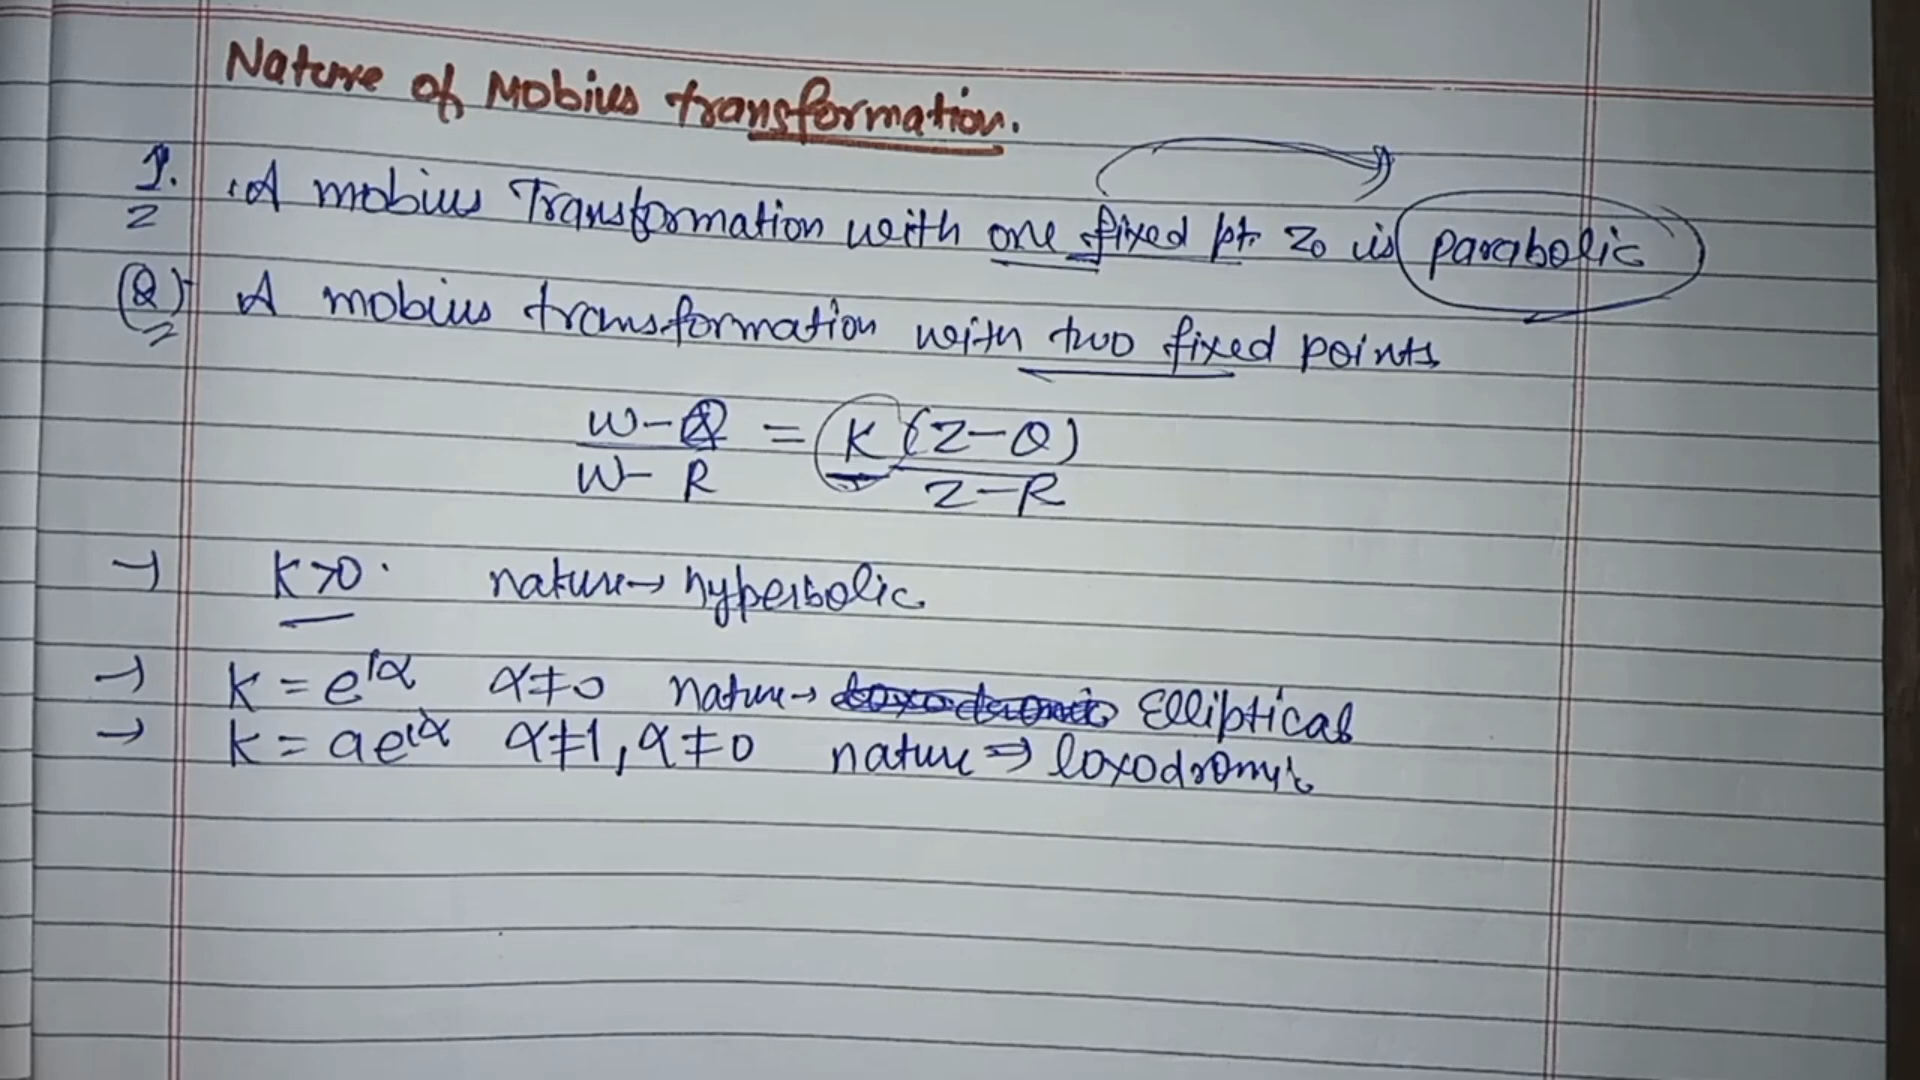 Nature of Mobius transformation.
1. A mobius Transformation with one fixed pt. z₀ is parabolic
(2) A mobius transformation with two fixed points
w-Q/w-R = k(z-Q)/z-R
→ k>0. nature → hyperbolic
→ k = e^iα α≠0 nature → Elliptical
→ k = ae^iα α≠1, α≠0 nature ⇒ loxodromic